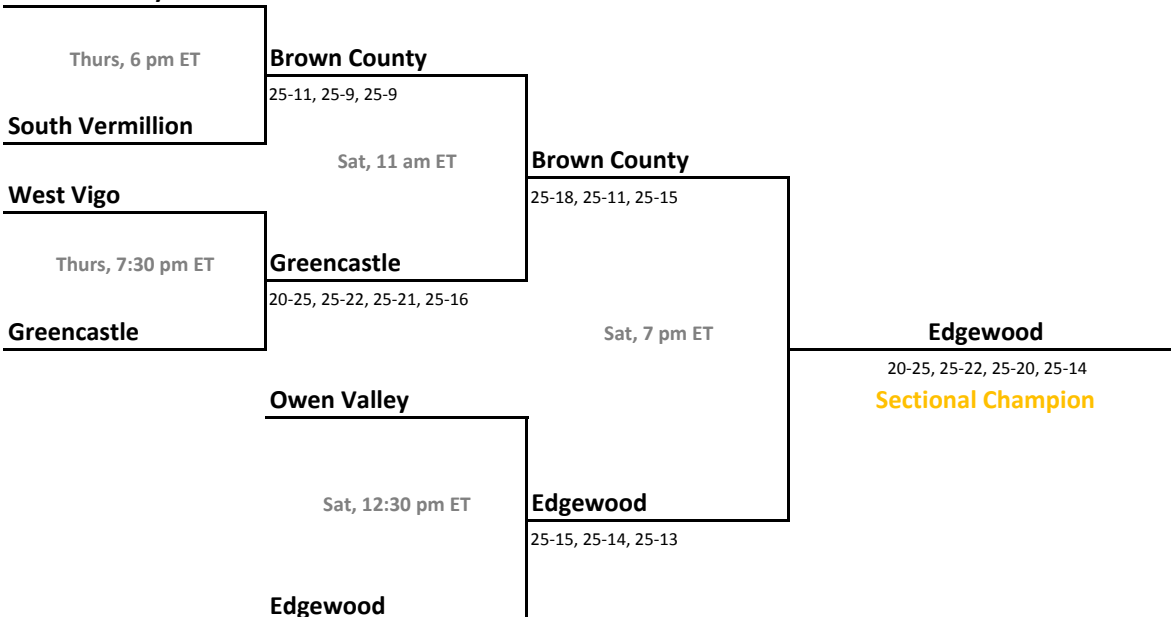 Thurs, 6 pm ET
Brown County
25-11, 25-9, 25-9
South Vermillion
Sat, 11 am ET
Brown County
25-18, 25-11, 25-15
West Vigo
Thurs, 7:30 pm ET
Greencastle
20-25, 25-22, 25-21, 25-16
Greencastle
Sat, 7 pm ET
Edgewood
20-25, 25-22, 25-20, 25-14
Sectional Champion
Owen Valley
Sat, 12:30 pm ET
Edgewood
25-15, 25-14, 25-13
Edgewood